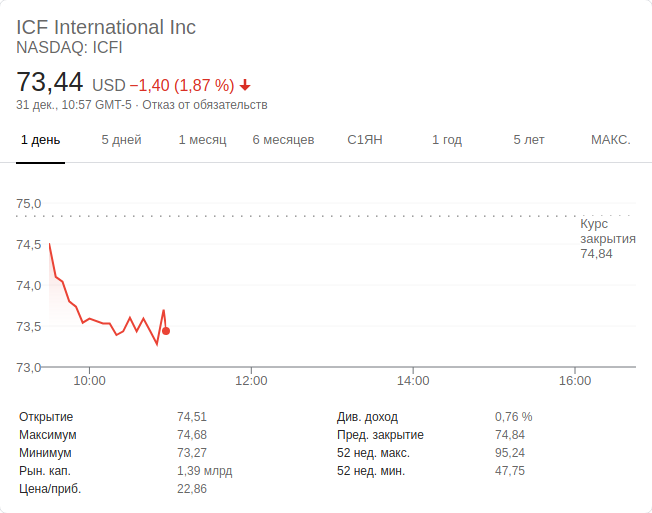 ICF International Inc
NASDAQ: ICFI
73,44 USD −1,40 (1,87 %)
31 дек., 10:57 GMT-5 · Отказ от обязательств
1 день 5 дней 1 месяц 6 месяцев С1ЯН 1 год 5 лет МАКС.
75,0
Курс
закрытия
74,84
74,5
74,0
73,5
73,0
10:00 12:00 14:00 16:00
Открытие 74,51 Див. доход 0,76 %
Максимум 74,68 Пред. закрытие 74,84
Минимум 73,27 52 нед. макс. 95,24
Рын. кап. 1,39 млрд 52 нед. мин. 47,75
Цена/приб. 22,86